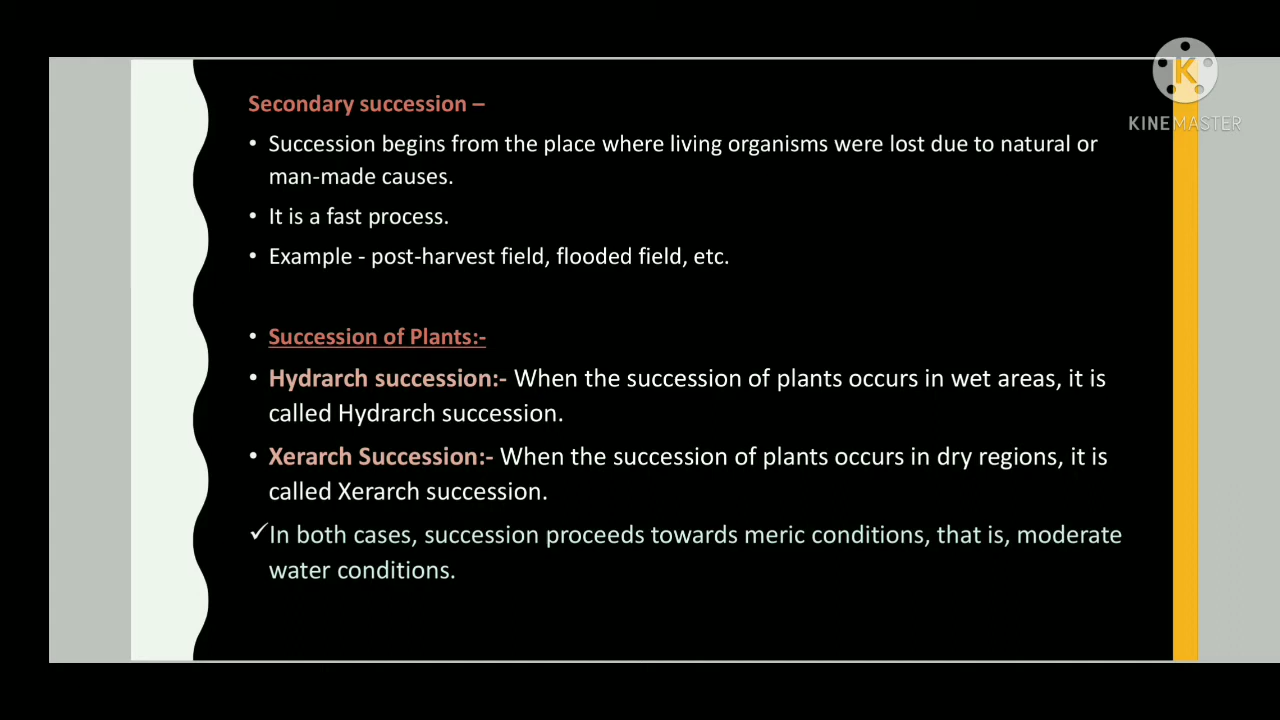 K
KINEMASTER
Secondary succession –
• Succession begins from the place where living organisms were lost due to natural or
man-made causes.
• It is a fast process.
• Example - post-harvest field, flooded field, etc.
• Succession of Plants:-
• Hydrarch succession:- When the succession of plants occurs in wet areas, it is
called Hydrarch succession.
• Xerarch Succession:- When the succession of plants occurs in dry regions, it is
called Xerarch succession.
✓In both cases, succession proceeds towards meric conditions, that is, moderate
water conditions.